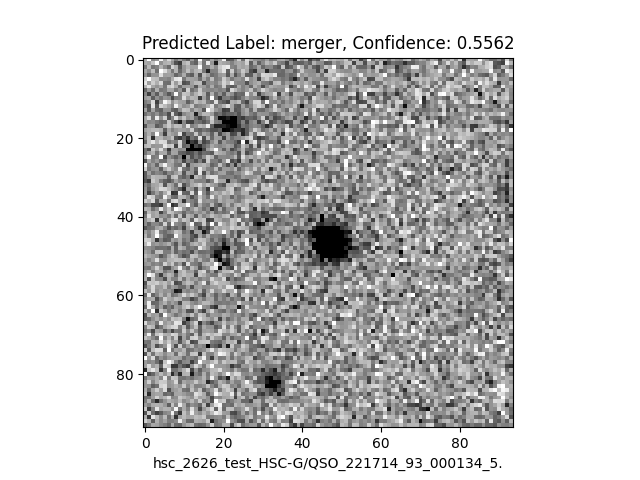 Predicted Label: merger, Confidence: 0.5562
0
20
40
60
80
0 20 40 60 80
hsc_2626_test_HSC-G/QSO_221714_93_000134_5.